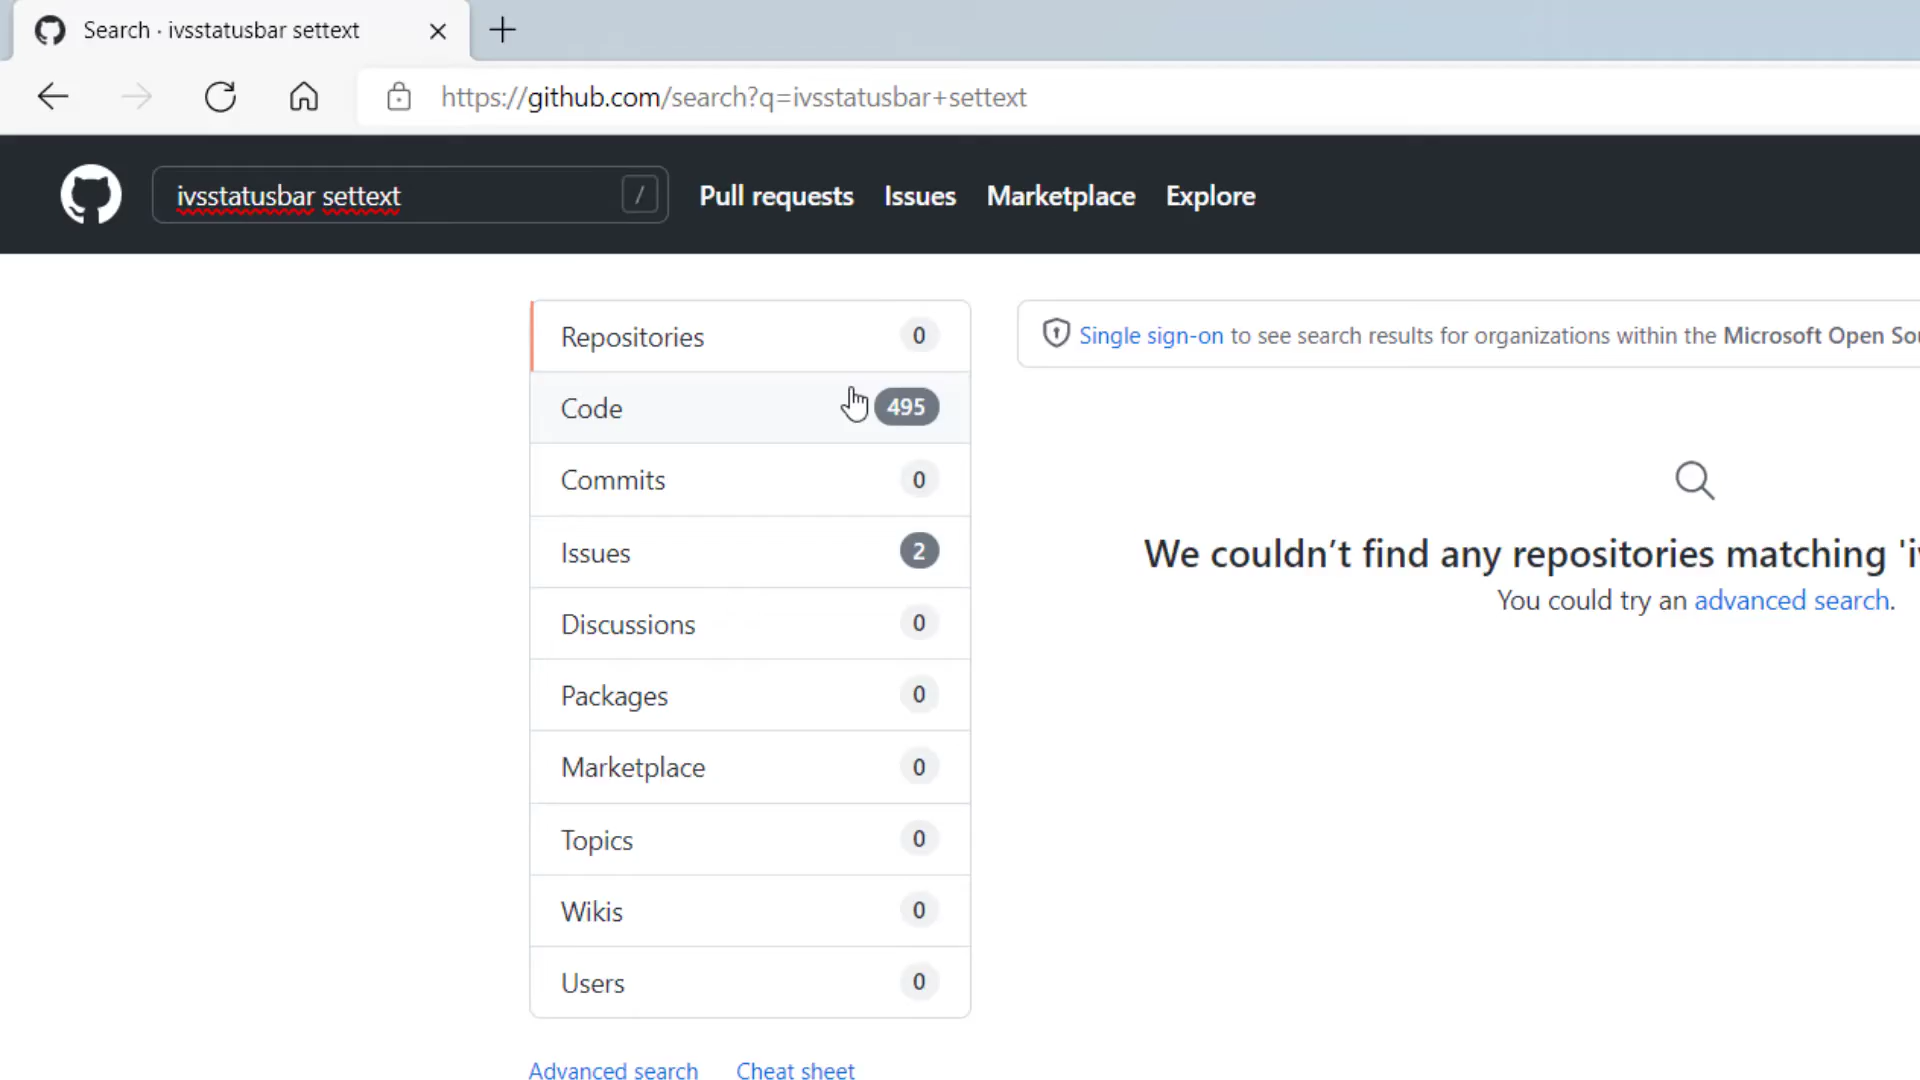 Search · ivsstatusbar settext
https://github.com/search?q=ivsstatusbar+settext
ivsstatusbar settext /
Pull requests Issues Marketplace Explore
Repositories 0
Code 495
Commits 0
Issues 2
Discussions 0
Packages 0
Marketplace 0
Topics 0
Wikis 0
Users 0
Advanced search Cheat sheet
Single sign-on to see search results for organizations within the Microsoft Open
We couldn’t find any repositories matching '
You could try an advanced search.